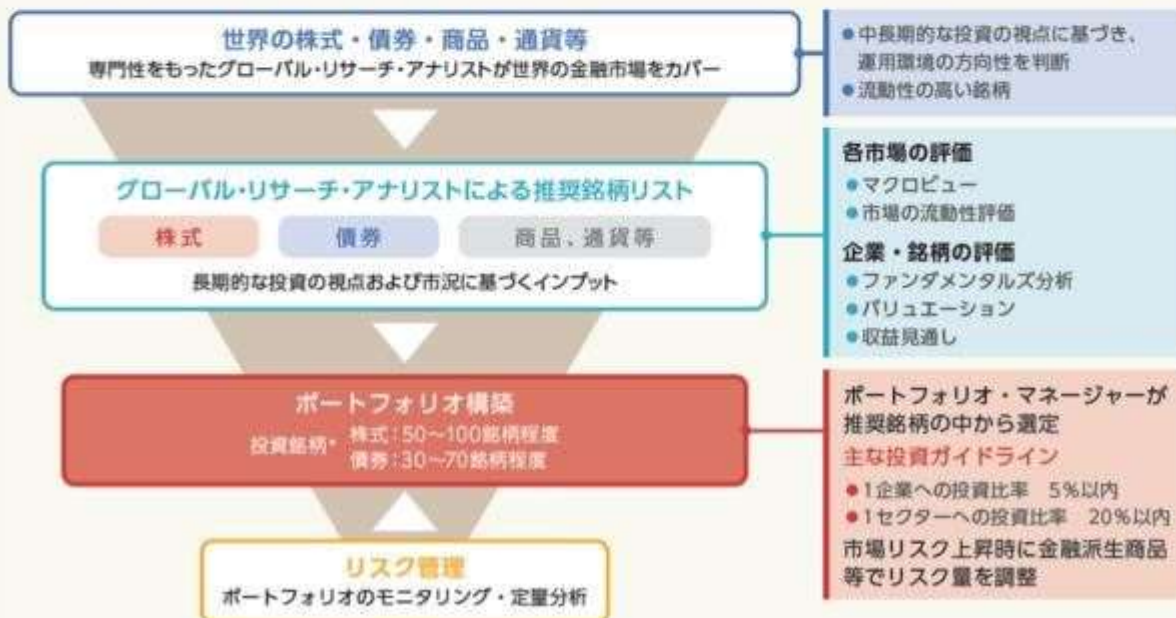 世界の株式・債券・商品・通貨等
専門性をもったグローバル・リサーチ・アナリストが世界の金融市場をカバー
●中長期的な投資の視点に基づき、
運用環境の方向性を判断
●流動性の高い銘柄
グローバル・リサーチ・アナリストによる推奨銘柄リスト
株式
債券
商品、通貨等
長期的な投資の視点および市況に基づくインプット
各市場の評価
●マクロビュー
●市場の流動性評価
企業・銘柄の評価
●ファンダメンタルズ分析
●バリュエーション
●収益見通し
ポートフォリオ構築
投資銘柄* 株式：50～100銘柄程度
債券：30～70銘柄程度
ポートフォリオ・マネージャーが
推奨銘柄の中から選定
主な投資ガイドライン
●1企業への投資比率 5%以内
●1セクターへの投資比率 20%以内
市場リスク上昇時に金融派生商品
等でリスク量を調整
リスク管理
ポートフォリオのモニタリング・定量分析